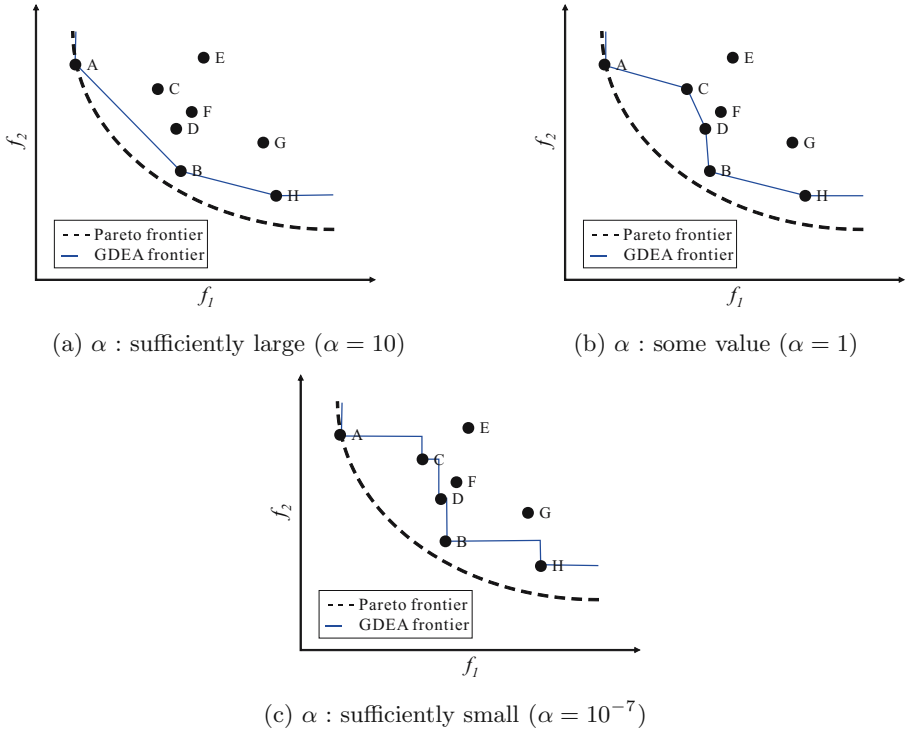 f2
A
E
C
F
D
G
B
H
Pareto frontier
GDEA frontier
f1
(a) α : sufficiently large (α = 10)
f2
A
E
C
F
D
G
B
H
Pareto frontier
GDEA frontier
f1
(b) α : some value (α = 1)
f2
A
E
C
F
D
G
B
H
Pareto frontier
GDEA frontier
f1
(c) α : sufficiently small (α = 10⁻⁷)